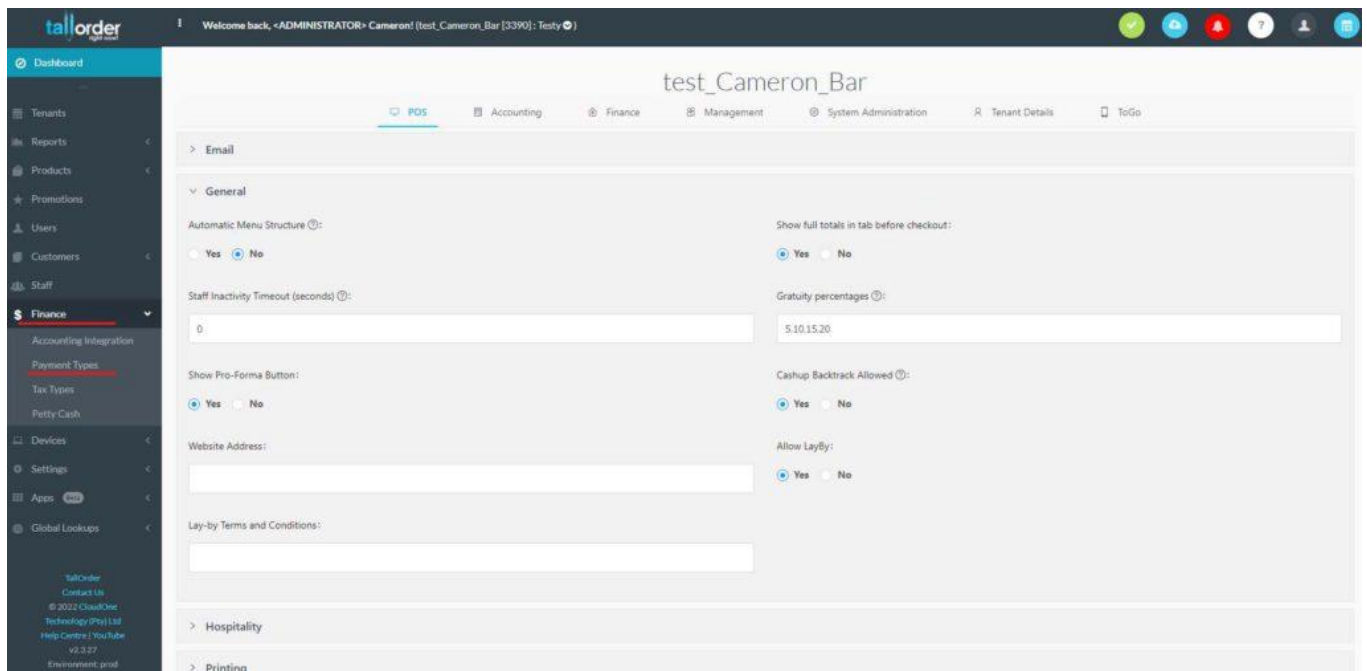 tallorder
right now!
Welcome back, <ADMINISTRATOR> Cameron! (test_Cameron_Bar [3390] : Testy)
Dashboard
Tenants
Reports
Products
Promotions
Users
Customers
Staff
Finance
Accounting Integration
Payment Types
Tax Types
Petty Cash
Devices
Settings
Apps beta
Global Lookups
TallOrder
Contact Us
© 2022 CloudOne
Technology (Pty) Ltd
Help Centre | YouTube
v2.3.27
Environment: prod
test_Cameron_Bar
POS Accounting Finance Management System Administration Tenant Details ToGo
Email
General
Automatic Menu Structure ?:
Yes No
Show full totals in tab before checkout:
Yes No
Staff Inactivity Timeout (seconds) ?:
0
Gratuity percentages ?:
5,10,15,20
Show Pro-Forma Button:
Yes No
Cashup Backtrack Allowed ?:
Yes No
Website Address:
Allow LayBy:
Yes No
Lay-by Terms and Conditions:
Hospitality
Printing